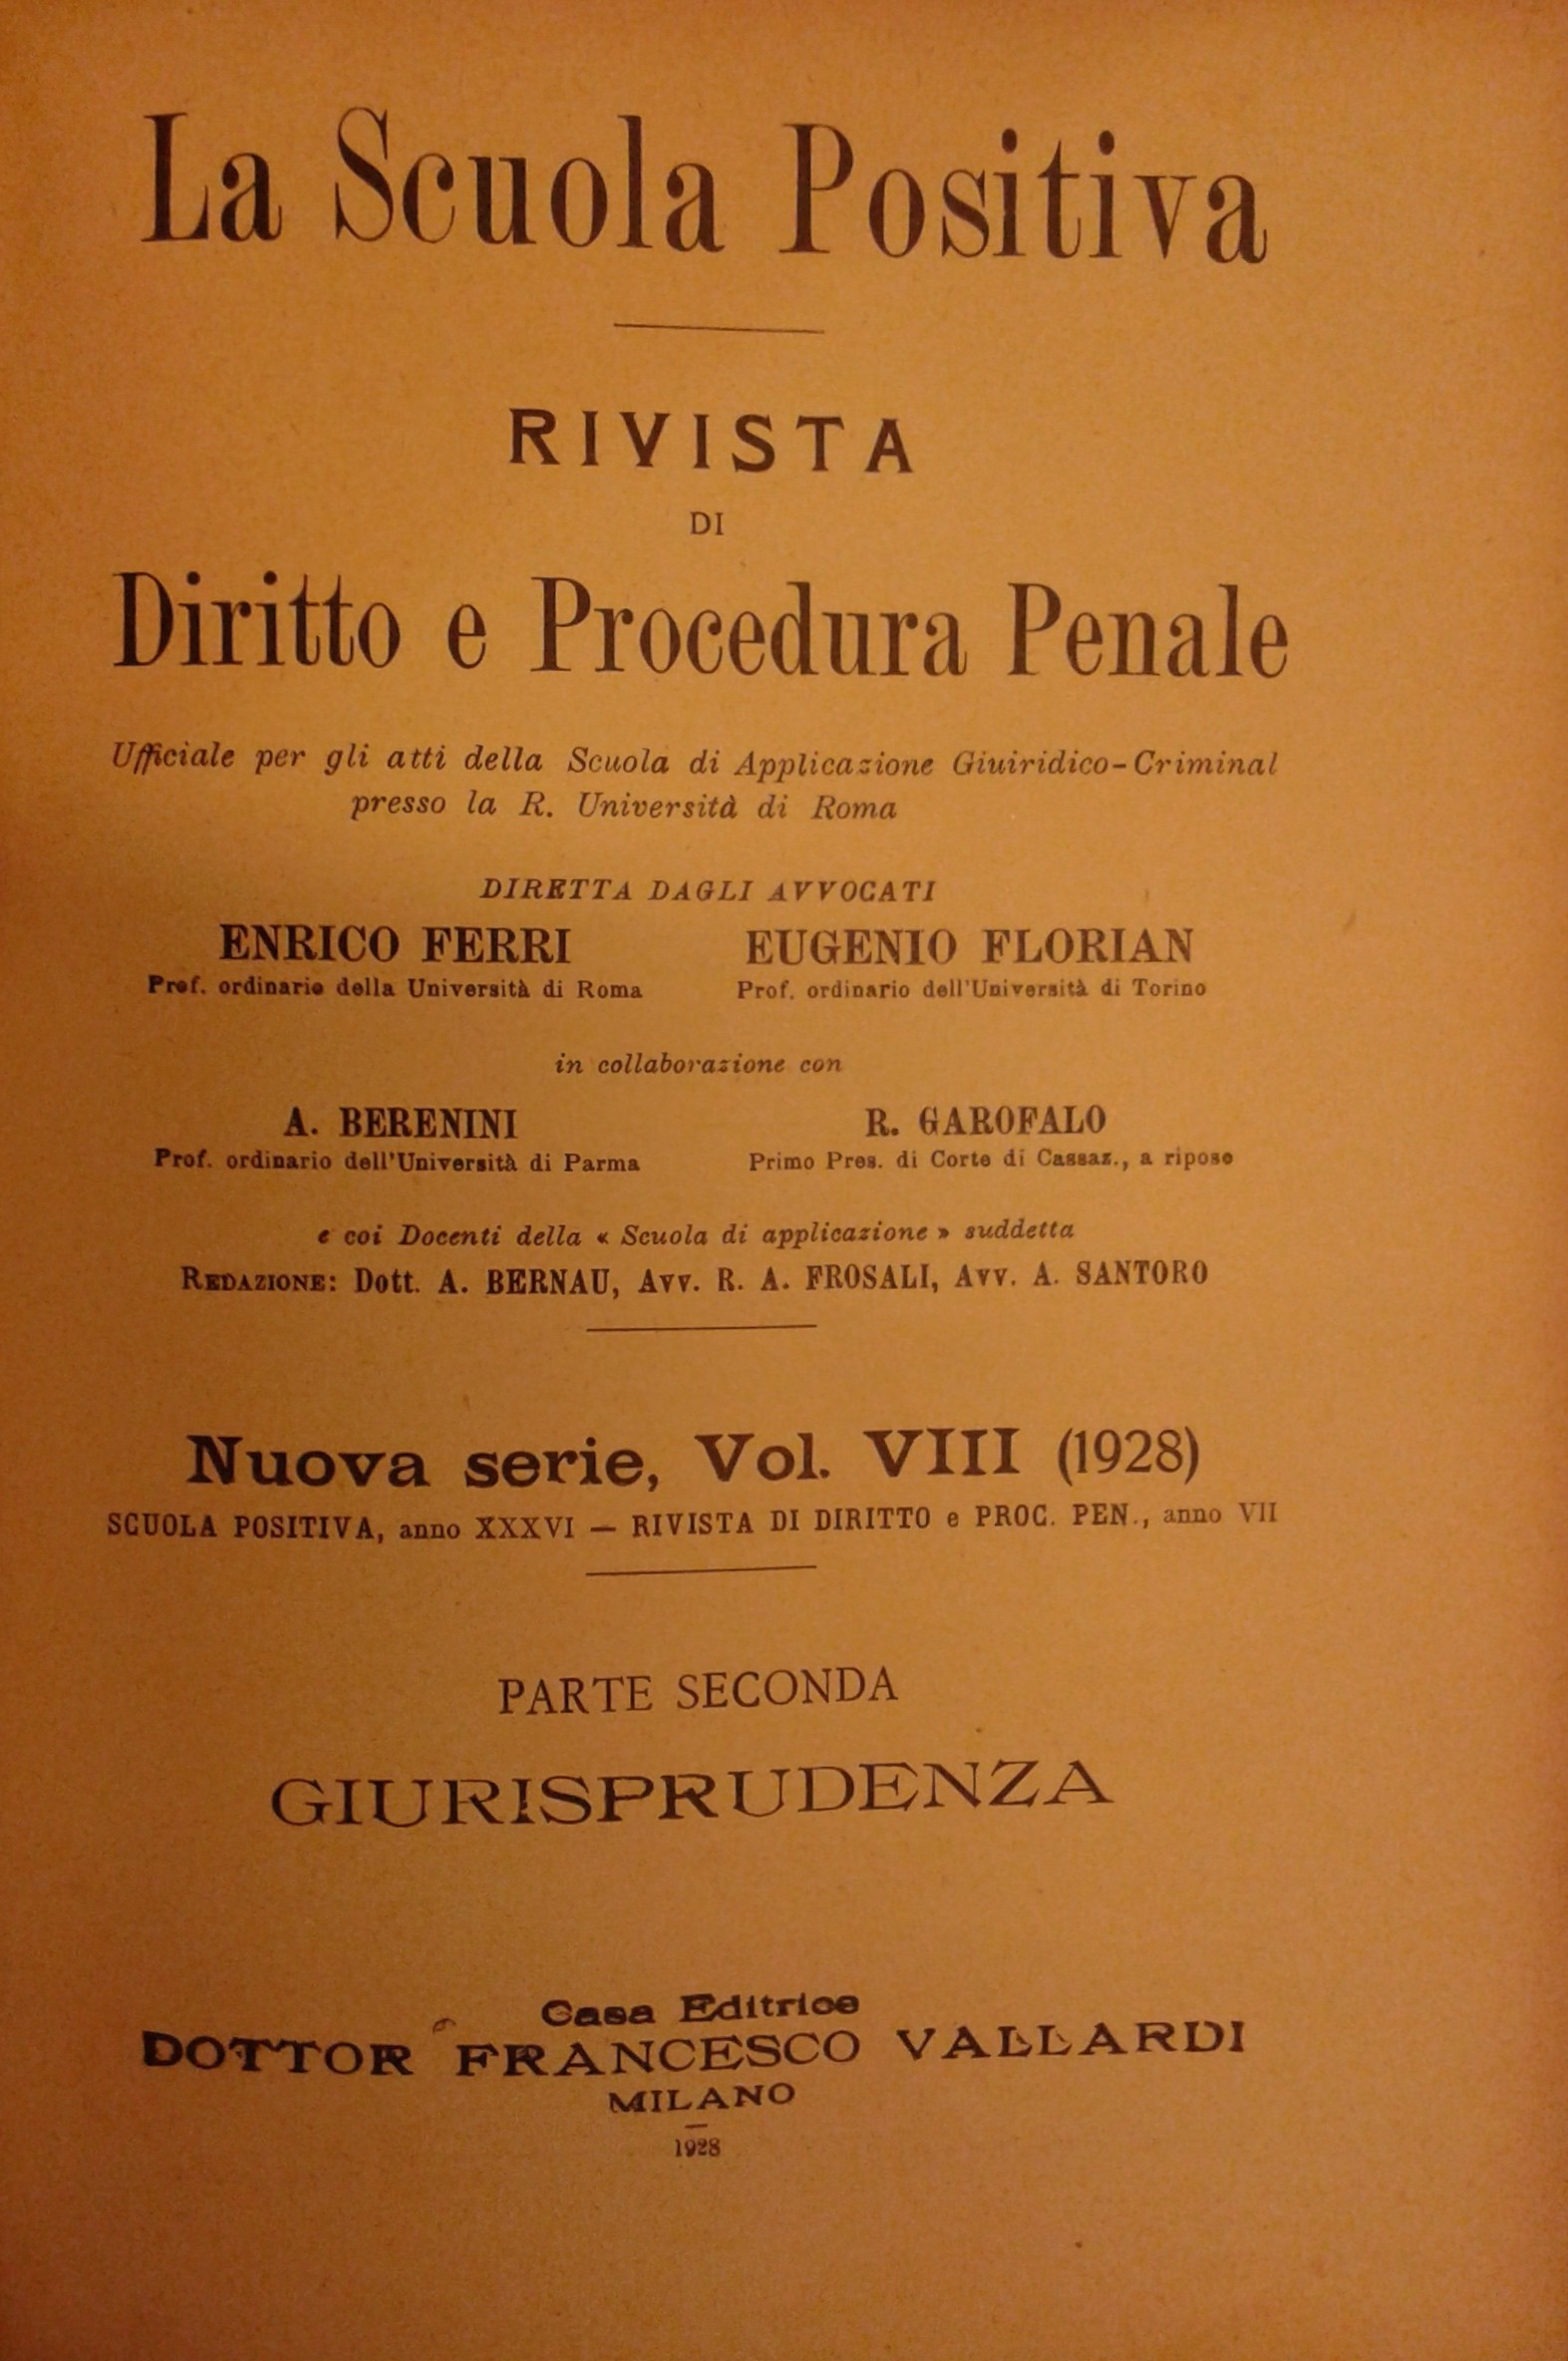 La Scuola Positiva
RIVISTA
DI
Diritto e Procedura Penale
Ufficiale per gli atti della Scuola di Applicazione Giuiridico-Criminal
presso la R. Università di Roma
DIRETTA DAGLI AVVOCATI
ENRICO FERRI EUGENIO FLORIAN
Prof. ordinario della Università di Roma Prof. ordinario dell'Università di Torino
in collaborazione con
A. BERENINI R. GAROFALO
Prof. ordinario dell'Università di Parma Primo Pres. di Corte di Cassaz., a riposo
e coi Docenti della « Scuola di applicazione » suddetta
REDAZIONE: Dott. A. BERNAU, Avv. R. A. FROSALI, Avv. A. SANTORO
Nuova serie, Vol. VIII (1928)
SCUOLA POSITIVA, anno XXXVI — RIVISTA DI DIRITTO e PROC. PEN., anno VII
PARTE SECONDA
GIURISPRUDENZA
Casa Editrice
DOTTOR FRANCESCO VALLARDI
MILANO
1928